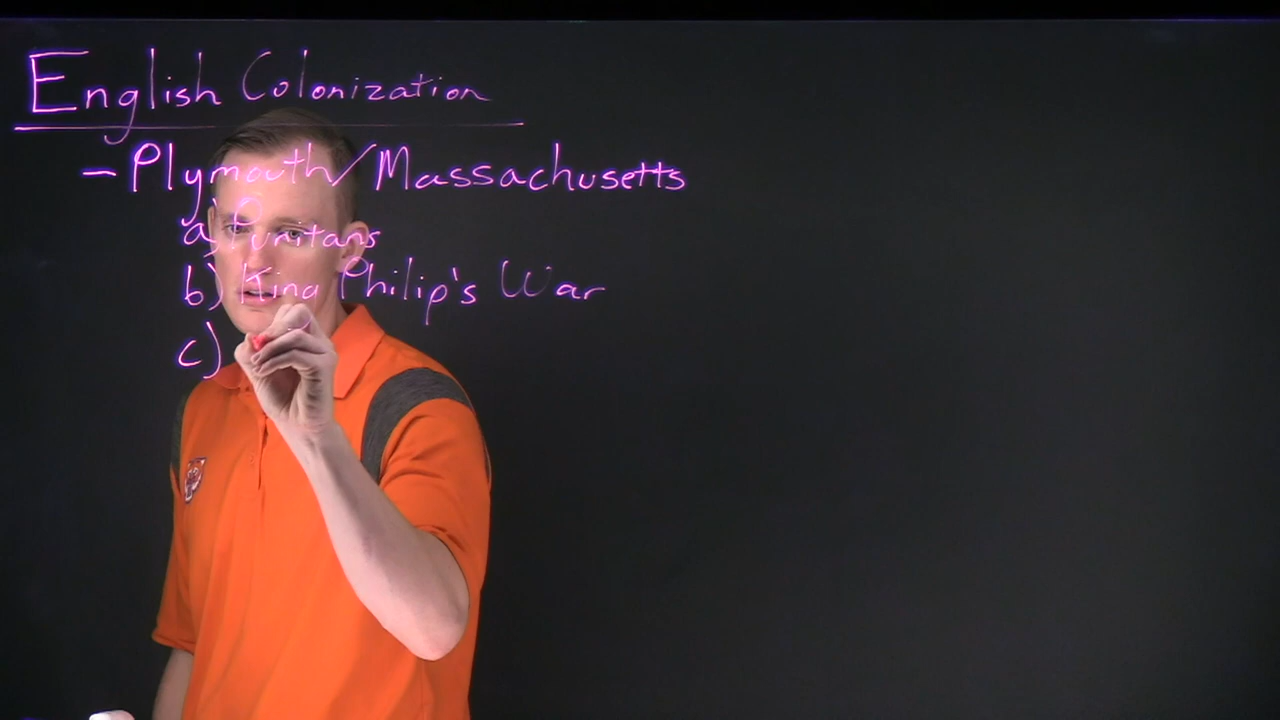 English Colonization
- Plymouth/Massachusetts
a) Puritans
b) King Philip's War
c)